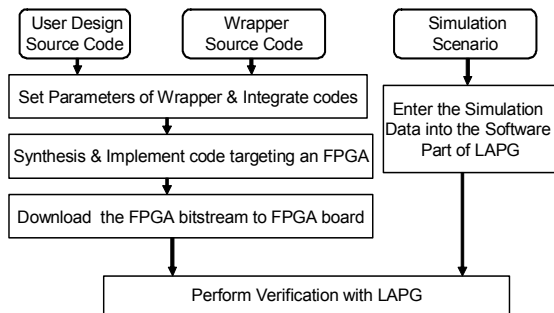 User Design
Source Code
Wrapper
Source Code
Simulation
Scenario
Set Parameters of Wrapper & Integrate codes
Enter the Simulation
Data into the Software
Part of LAPG
Synthesis & Implement code targeting an FPGA
Download the FPGA bitstream to FPGA board
Perform Verification with LAPG